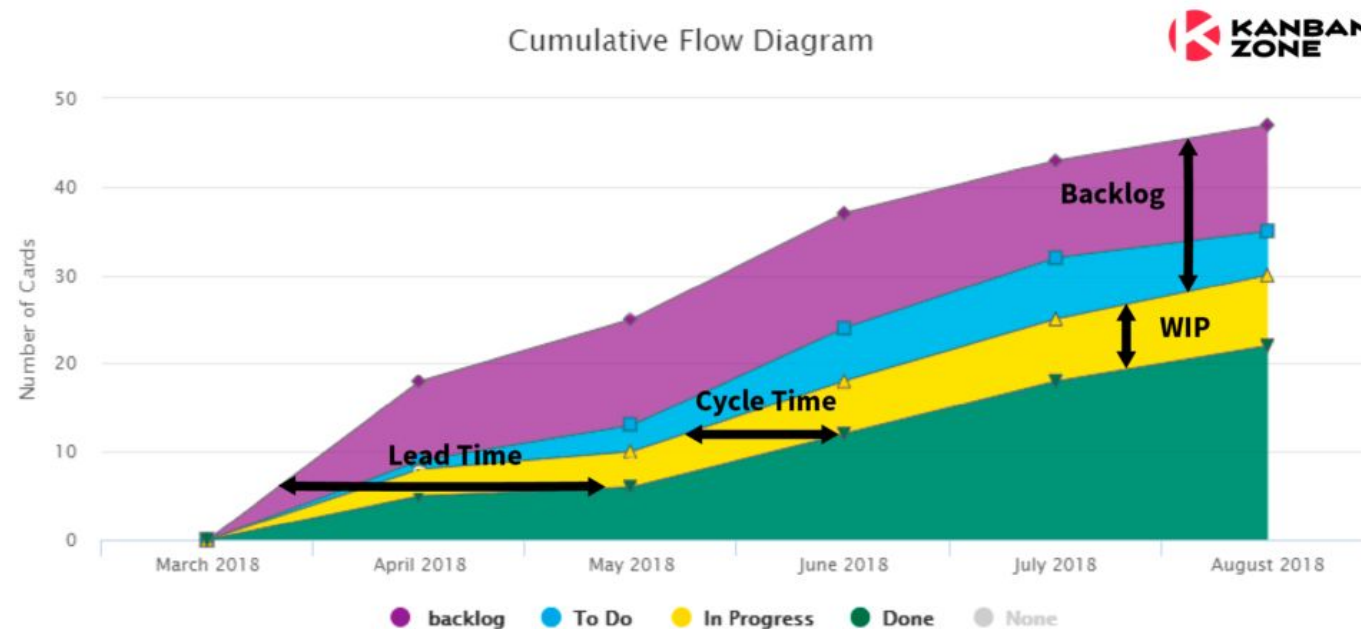 Cumulative Flow Diagram
KANBAN
ZONE
50
40
30
20
10
0
Number of Cards
Backlog
WIP
Cycle Time
Lead Time
March 2018
April 2018
May 2018
June 2018
July 2018
August 2018
backlog
To Do
In Progress
Done
None